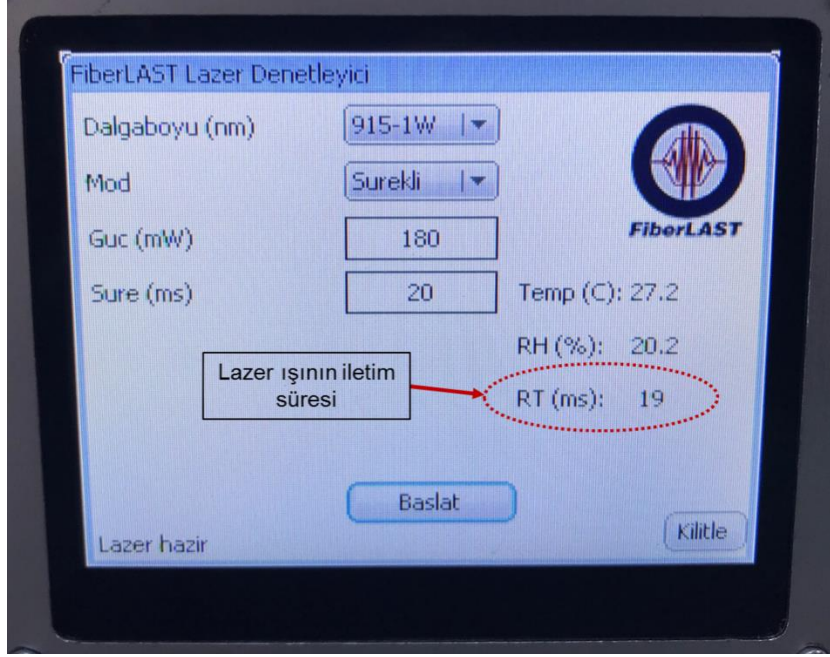 FiberLAST Lazer Denetleyici
Dalgaboyu (nm) 915-1W
Mod Surekli
FiberLAST
Guc (mW) 180
Sure (ms) 20 Temp (C): 27.2
RH (%): 20.2
Lazer ışının iletim
süresi
RT (ms): 19
Baslat
Lazer hazir
Kilitle